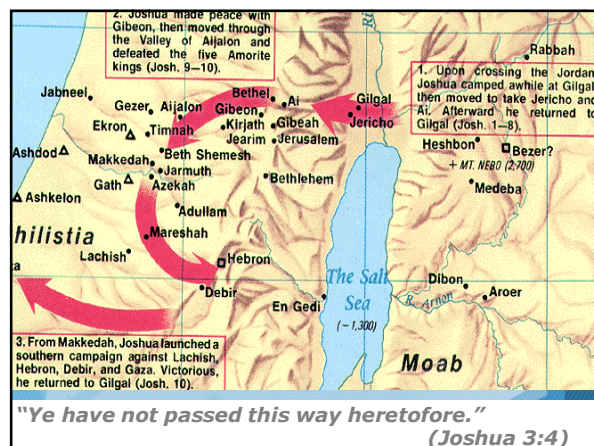 2. Joshua made peace with
Gibeon, then moved through
the Valley of Aijalon and
defeated the five Amorite
kings (Josh. 9–10).
Rabbah
1. Upon crossing the Jordan,
Joshua camped awhile at Gilgal
then moved to take Jericho and
Ai. Afterward he returned to
Gilgal (Josh. 1–8).
Jabneel
Bethel
Ai
Gilgal
Gezer
Aijalon
Gibeon
Jericho
Ekron
Timnah
Kirjath
Jearim
Gibeah
Jerusalem
Heshbon
Bezer?
Ashdod
Beth Shemesh
Makkedah
Jarmuth
+ MT. NEBO (2,700)
Gath
Azekah
Bethlehem
Medeba
Ashkelon
Adullam
hilistia
Mareshah
Lachish
Hebron
za
The Salt
Sea
(−1,300)
Dibon
Debir
En Gedi
R. Arnon
Aroer
3. From Makkedah, Joshua launched a
southern campaign against Lachish,
Hebron, Debir, and Gaza. Victorious,
he returned to Gilgal (Josh. 10).
Moab
“Ye have not passed this way heretofore.”
(Joshua 3:4)